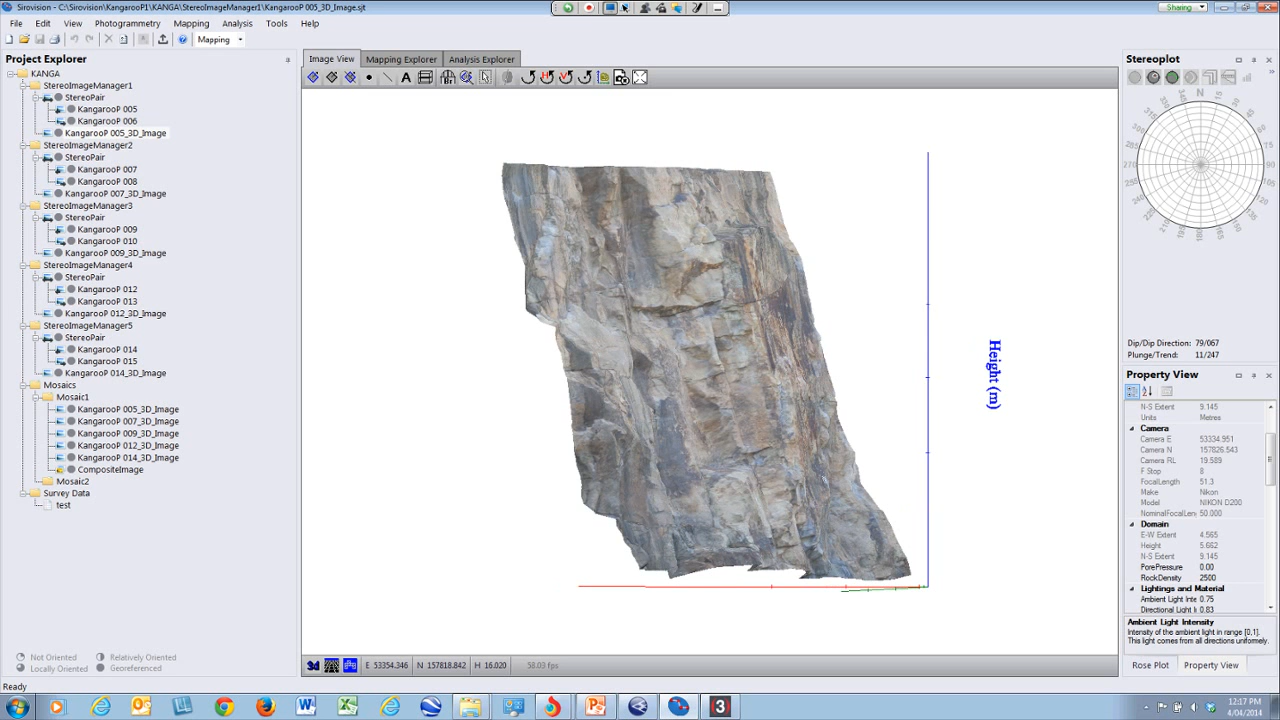 Sirovision - C:\Sirovision\KangarooP1\KANGA\StereoImageManager1\KangarooP 005_3D_Image.sjt
Sharing
File Edit View Photogrammetry Mapping Analysis Tools Help
Mapping
Project Explorer
KANGA
StereoImageManager1
StereoPair
KangarooP 005
KangarooP 006
KangarooP 005_3D_Image
StereoImageManager2
StereoPair
KangarooP 007
KangarooP 008
KangarooP 007_3D_Image
StereoImageManager3
StereoPair
KangarooP 009
KangarooP 010
KangarooP 009_3D_Image
StereoImageManager4
StereoPair
KangarooP 012
KangarooP 013
KangarooP 012_3D_Image
StereoImageManager5
StereoPair
KangarooP 014
KangarooP 015
KangarooP 014_3D_Image
Mosaics
Mosaic1
KangarooP 005_3D_Image
KangarooP 007_3D_Image
KangarooP 009_3D_Image
KangarooP 012_3D_Image
KangarooP 014_3D_Image
CompositeImage
Mosaic2
Survey Data
test
Not Oriented Relatively Oriented
Locally Oriented Georeferenced
Ready
Image View Mapping Explorer Analysis Explorer
A H V
Height (m)
3d E 53354.346 N 157818.842 H 16.020 58.03 fps
Stereoplot
N
Dip/Dip Direction: 79/067
Plunge/Trend: 11/247
Property View
N-S Extent 9.145
Units Metres
Camera
Camera E 53334.951
Camera N 157826.543
Camera RL 19.589
F Stop 8
FocalLength 51.3
Make Nikon
Model NIKON D200
NominalFocalLen 50.000
Domain
E-W Extent 4.565
Height 5.662
N-S Extent 9.145
PorePressure 0.00
RockDensity 2500
Lightings and Material
Ambient Light Inte 0.75
Directional Light I 0.83
Ambient Light Intensity
Intensity of the ambient light in range [0,1].
This light comes from all directions uniformely.
Rose Plot Property View
12:17 PM
4/04/2014